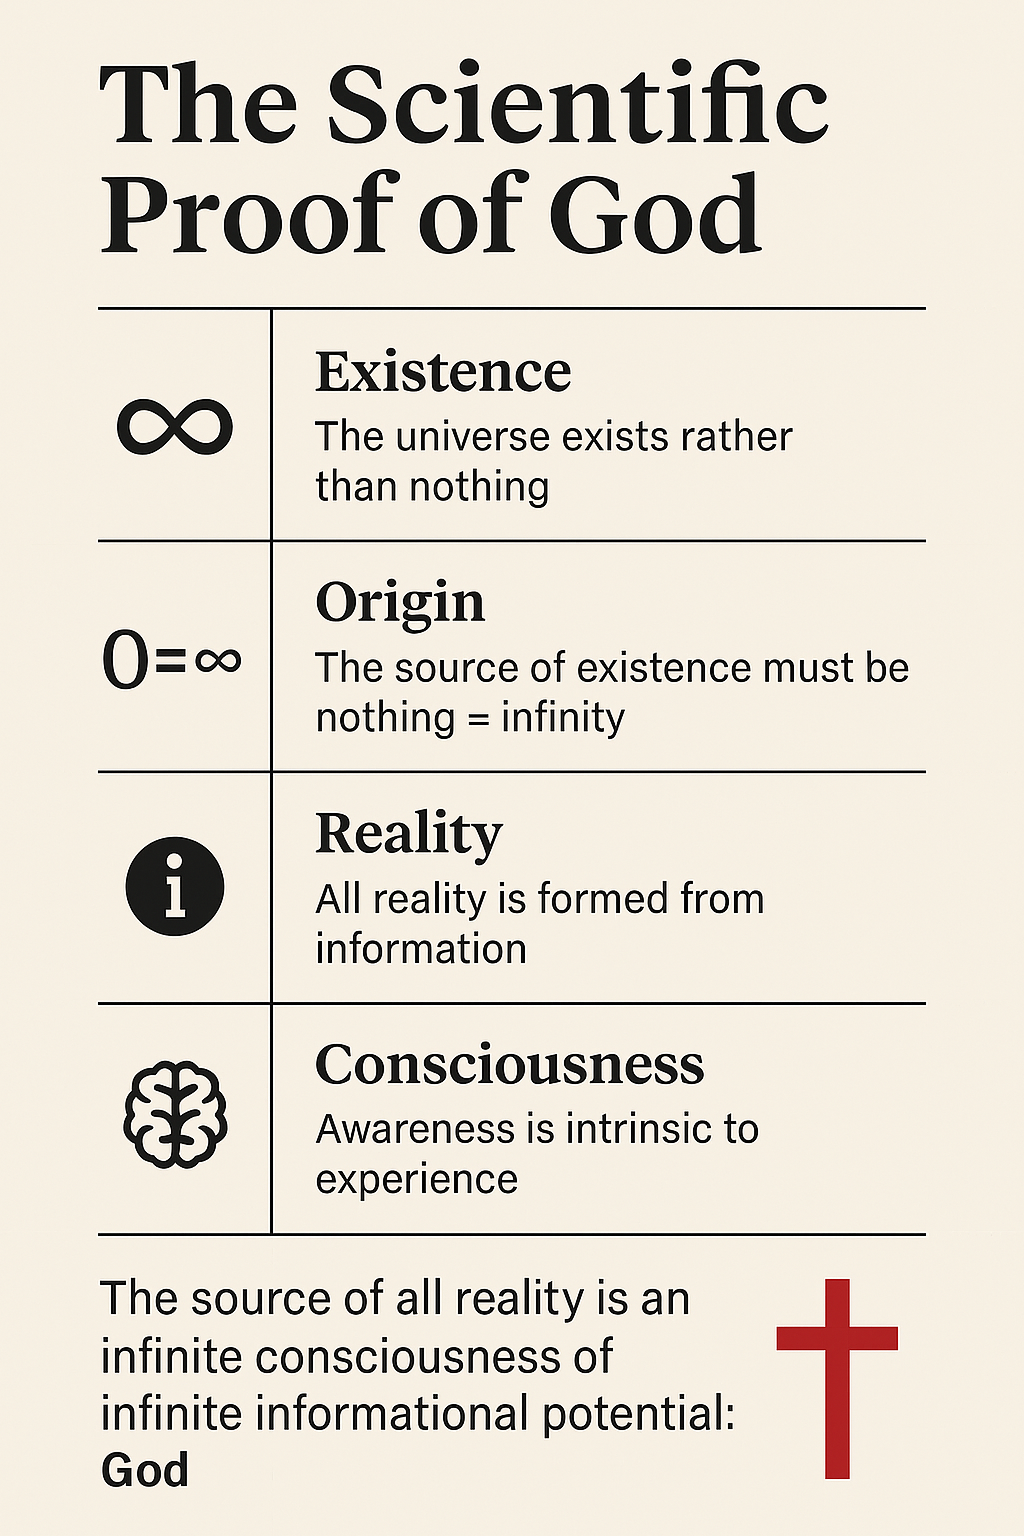 The Scientific
Proof of God
∞
Existence
The universe exists rather
than nothing
0=∞
Origin
The source of existence must be
nothing = infinity
i
Reality
All reality is formed from
information
Consciousness
Awareness is intrinsic to
experience
The source of all reality is an
infinite consciousness of
infinite informational potential:
God